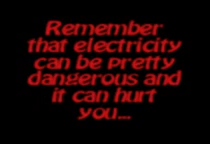 Remember
that electricity
can be pretty
dangerous and
it can hurt
you...